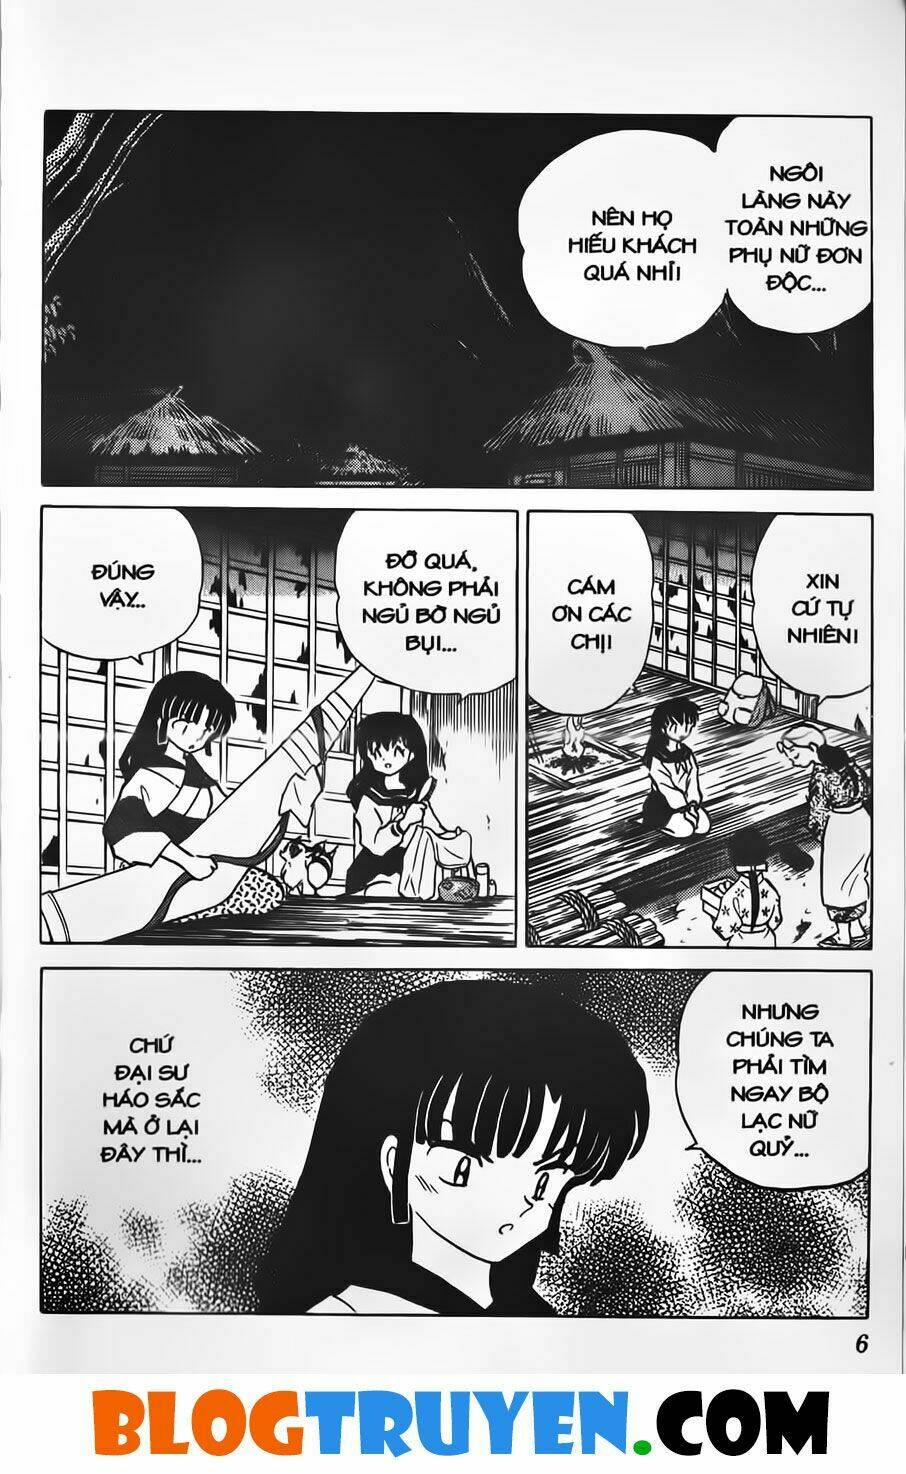 NGÔI
LÀNG NÀY
TOÀN NHỮNG
PHỤ NỮ ĐƠN
ĐỘC...
NÊN HỌ
HIẾU KHÁCH
QUÁ NHỈ!
ĐÚNG
VẬY...
ĐỠ QUÁ,
KHÔNG PHẢI
NGỦ BỜ NGỦ
BỤI...
CÁM
ƠN CÁC
CHỊ!
XIN
CỨ TỰ
NHIÊN!
NHƯNG
CHÚNG TA
PHẢI TÌM
NGAY BỘ
LẠC NỮ
QUỶ...
CHỨ
ĐẠI SƯ
HÁO SẮC
MÀ Ở LẠI
ĐÂY THÌ...
6
BLOGTRUYEN.COM